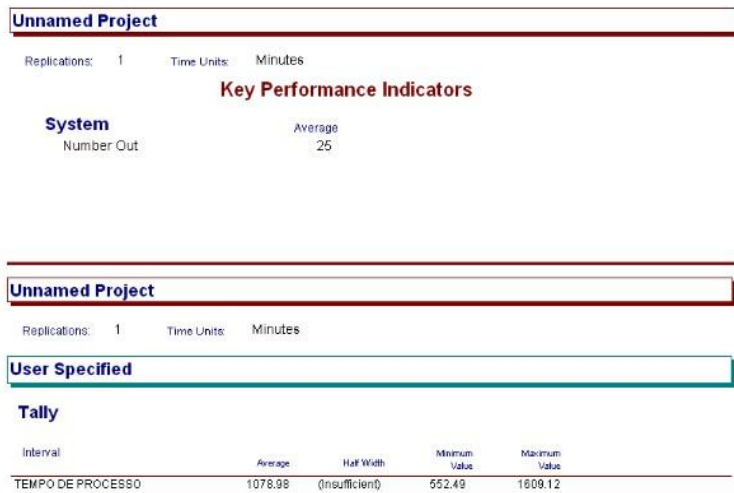 Unnamed Project
Replications: 1 Time Units: Minutes
Key Performance Indicators
System Average
Number Out 25
Unnamed Project
Replications: 1 Time Units: Minutes
User Specified
Tally
Interval Average Half Width Minimum Value Maximum Value
TEMPO DE PROCESSO 1078.98 (Insufficient) 552.49 1609.12